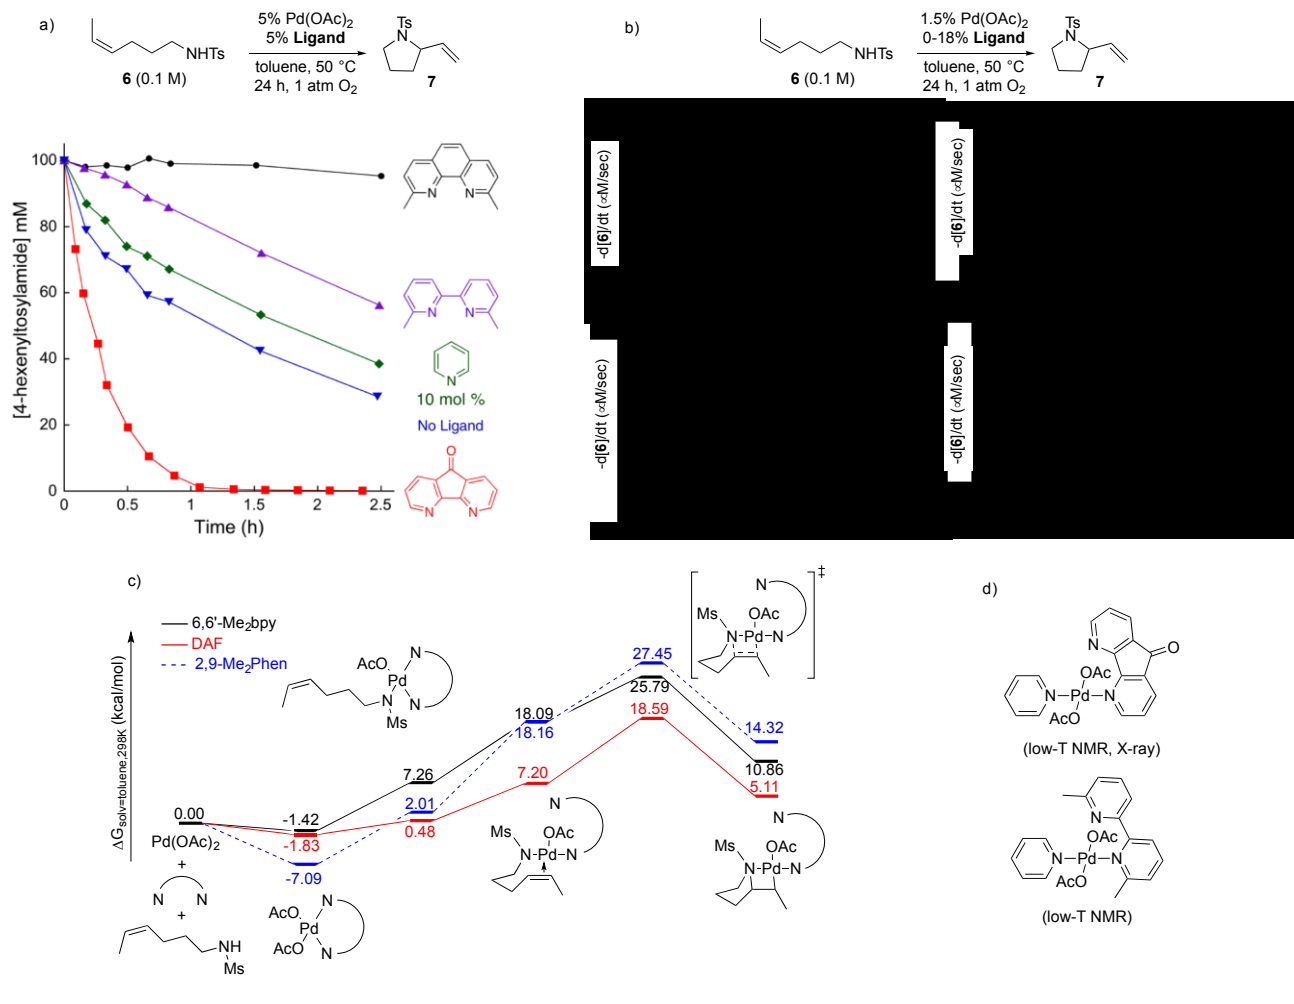 a)
5% Pd(OAc)2
5% Ligand
toluene, 50 °C
24 h, 1 atm O2
NHTs
6 (0.1 M)
Ts
N
7
b)
1.5% Pd(OAc)2
0-18% Ligand
toluene, 50 °C
24 h, 1 atm O2
NHTs
6 (0.1 M)
Ts
N
7
[4-hexenyltosylamide] mM
100
80
60
40
20
0
0 0.5 1 1.5 2 2.5
Time (h)
N N
N N
N
10 mol %
No Ligand
O
N N
-d[6]/dt (∝M/sec)
-d[6]/dt (∝M/sec)
-d[6]/dt (∝M/sec)
-d[6]/dt (∝M/sec)
c)
6,6'-Me2bpy
DAF
2,9-Me2Phen
ΔGsolv=toluene,298K (kcal/mol)
0.00
Pd(OAc)2
+
N N
+
NH
Ms
-1.42
-1.83
-7.09
AcO
Pd
AcO
N
N
AcO
Pd
N
N
N
Ms
7.26
2.01
0.48
18.09
18.16
7.20
N
Ms
OAc
N Pd N
27.45
25.79
18.59
N
Ms
OAc
N Pd N
‡
14.32
10.86
5.11
N
Ms
OAc
N Pd N
d)
N
O
OAc
N Pd N
AcO
(low-T NMR, X-ray)
N
OAc
N Pd N
AcO
(low-T NMR)